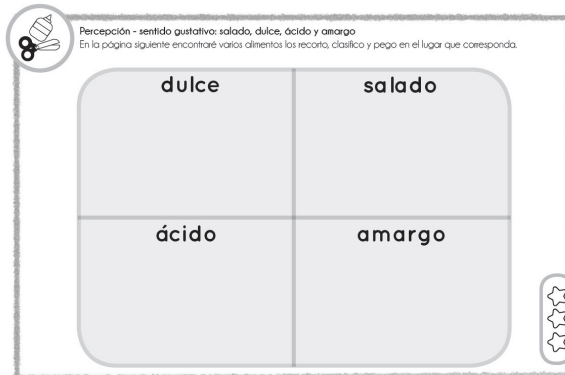 Percepción - sentido gustativo: salado, dulce, ácido y amargo
En la página siguiente encontraré varios alimentos los recorto, clasifico y pego en el lugar que corresponda.
dulce
salado
ácido
amargo